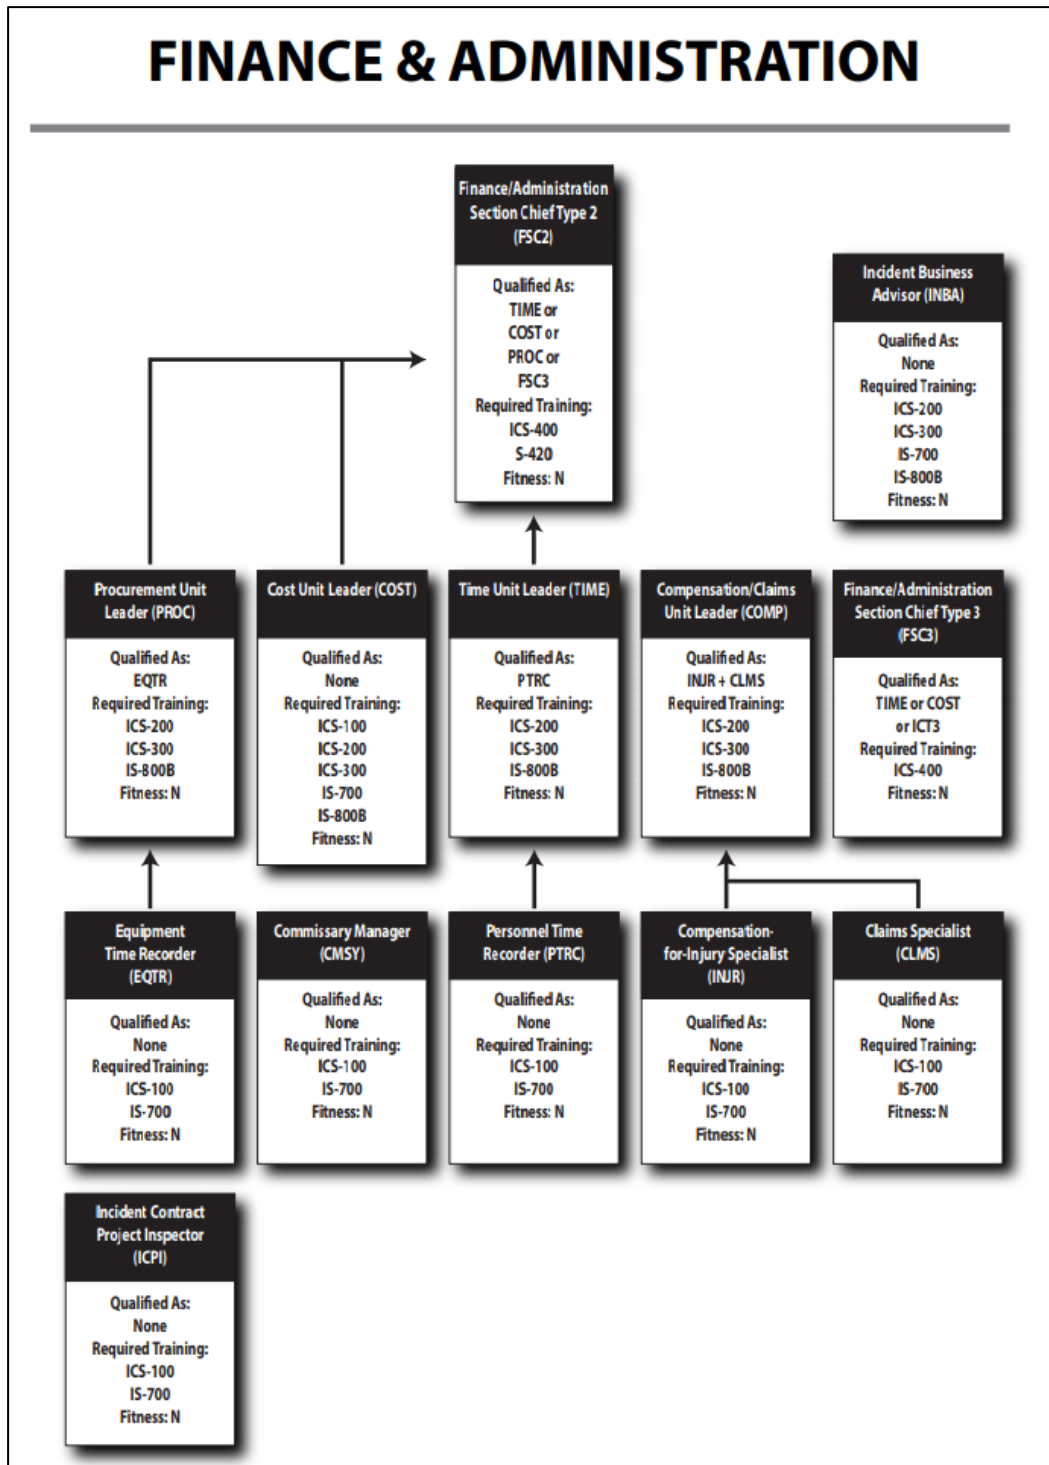 FINANCE & ADMINISTRATION
Finance/Administration
Section Chief Type 2
(FSC2)
Qualified As:
TIME or
COST or
PROC or
FSC3
Required Training:
ICS-400
S-420
Fitness: N
Incident Business
Advisor (INBA)
Qualified As:
None
Required Training:
ICS-200
ICS-300
IS-700
IS-800B
Fitness: N
Procurement Unit
Leader (PROC)
Qualified As:
EQTR
Required Training:
ICS-200
ICS-300
IS-800B
Fitness: N
Cost Unit Leader (COST)
Qualified As:
None
Required Training:
ICS-100
ICS-200
ICS-300
IS-700
IS-800B
Fitness: N
Time Unit Leader (TIME)
Qualified As:
PTRC
Required Training:
ICS-200
ICS-300
IS-800B
Fitness: N
Compensation/Claims
Unit Leader (COMP)
Qualified As:
INJR + CLMS
Required Training:
ICS-200
ICS-300
IS-800B
Fitness: N
Finance/Administration
Section Chief Type 3
(FSC3)
Qualified As:
TIME or COST
or ICT3
Required Training:
ICS-400
Fitness: N
Equipment
Time Recorder
(EQTR)
Qualified As:
None
Required Training:
ICS-100
IS-700
Fitness: N
Commissary Manager
(CMSY)
Qualified As:
None
Required Training:
ICS-100
IS-700
Fitness: N
Personnel Time
Recorder (PTRC)
Qualified As:
None
Required Training:
ICS-100
IS-700
Fitness: N
Compensation-
for-Injury Specialist
(INJR)
Qualified As:
None
Required Training:
ICS-100
IS-700
Fitness: N
Claims Specialist
(CLMS)
Qualified As:
None
Required Training:
ICS-100
IS-700
Fitness: N
Incident Contract
Project Inspector
(ICPI)
Qualified As:
None
Required Training:
ICS-100
IS-700
Fitness: N